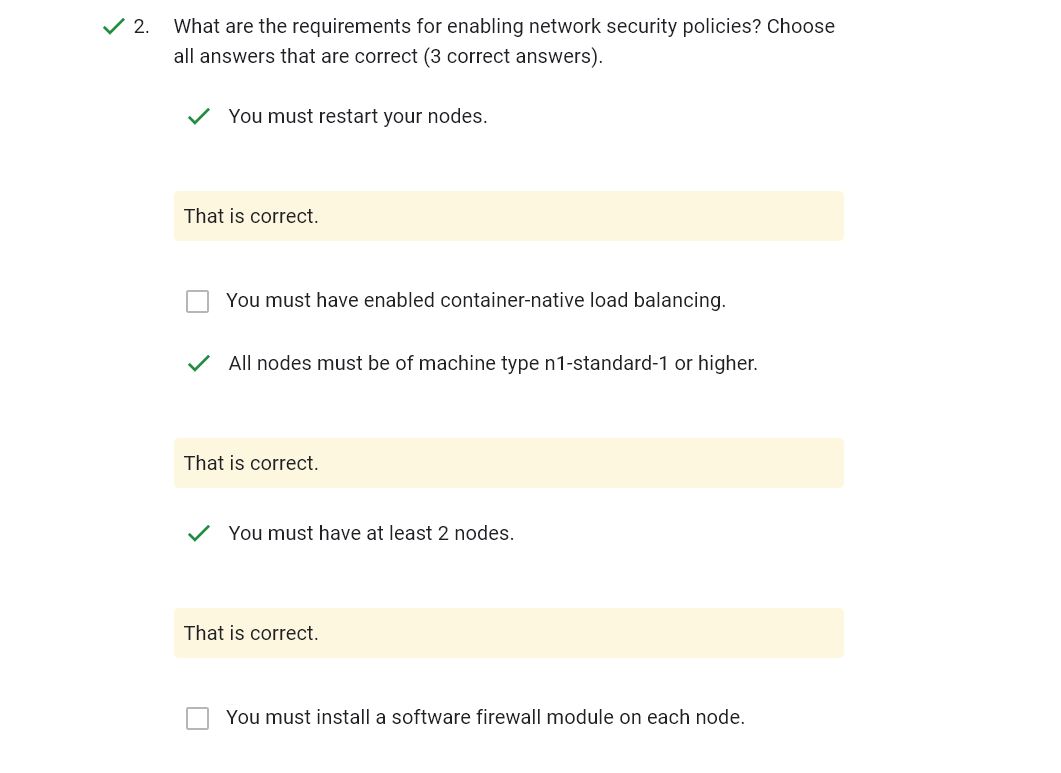 2. What are the requirements for enabling network security policies? Choose
all answers that are correct (3 correct answers).
You must restart your nodes.
That is correct.
You must have enabled container-native load balancing.
All nodes must be of machine type n1-standard-1 or higher.
That is correct.
You must have at least 2 nodes.
That is correct.
You must install a software firewall module on each node.